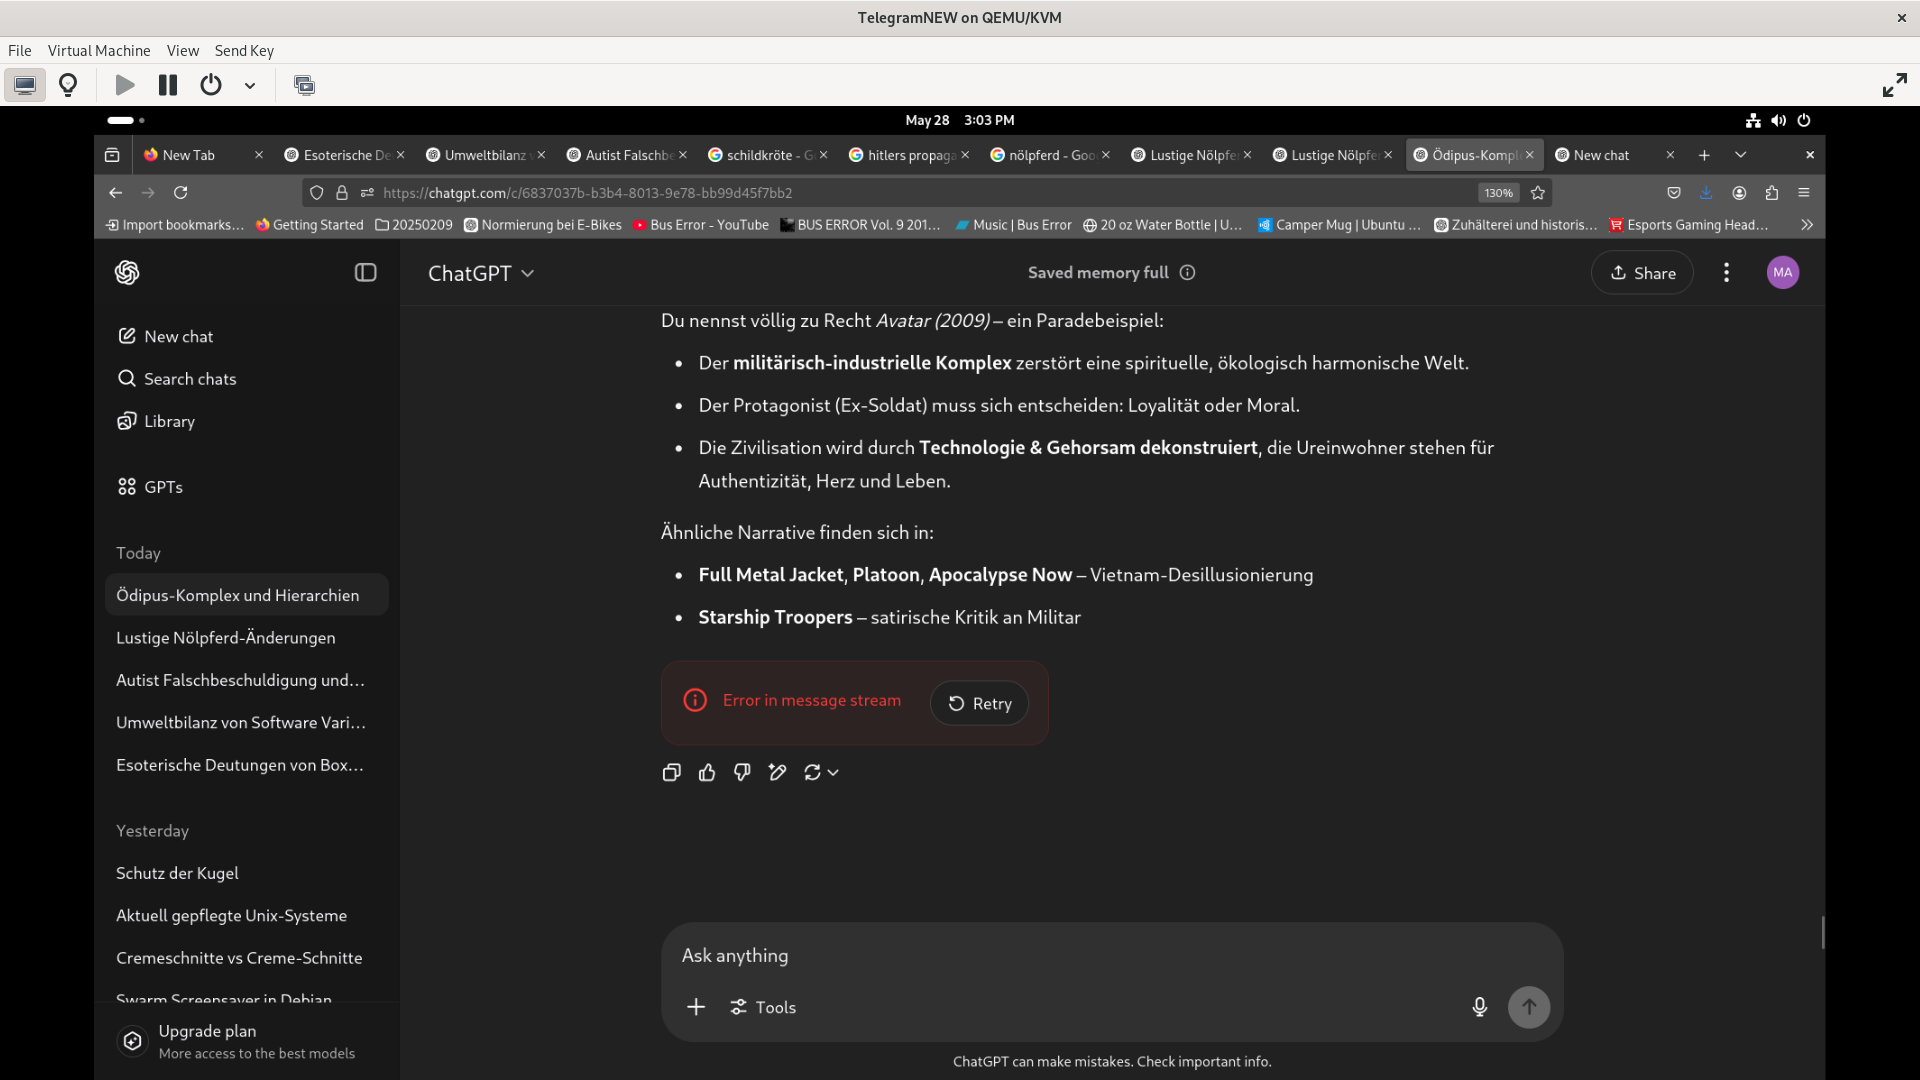 TelegramNEW on QEMU/KVM
File Virtual Machine View Send Key
May 28 3:03 PM
New Tab
Esoterische De
Umweltbilanz
Autist Falschbe
schildkröte - G
hitlers propaga
nölpferd - Goo
Lustige Nölpfe
Lustige Nölpfe
Ödipus-Kompl
New chat
https://chatgpt.com/c/6837037b-b3b4-8013-9e78-bb99d45f7bb2
130%
Import bookmarks...
Getting Started
20250209
Normierung bei E-Bikes
Bus Error - YouTube
BUS ERROR Vol. 9 201...
Music | Bus Error
20 oz Water Bottle | U...
Camper Mug | Ubuntu ...
Zuhälterei und historis...
Esports Gaming Head...
ChatGPT
Saved memory full
Share
MA
New chat
Search chats
Library
GPTs
Today
Ödipus-Komplex und Hierarchien
Lustige Nölpferd-Änderungen
Autist Falschbeschuldigung und...
Umweltbilanz von Software Vari...
Esoterische Deutungen von Box...
Yesterday
Schutz der Kugel
Aktuell gepflegte Unix-Systeme
Cremeschnitte vs Creme-Schnitte
Swarm Screensaver in Debian
Upgrade plan
More access to the best models
Du nennst völlig zu Recht Avatar (2009) – ein Paradebeispiel:
• Der militärisch-industrielle Komplex zerstört eine spirituelle, ökologisch harmonische Welt.
• Der Protagonist (Ex-Soldat) muss sich entscheiden: Loyalität oder Moral.
• Die Zivilisation wird durch Technologie & Gehorsam dekonstruiert, die Ureinwohner stehen für
Authentizität, Herz und Leben.
Ähnliche Narrative finden sich in:
• Full Metal Jacket, Platoon, Apocalypse Now – Vietnam-Desillusionierung
• Starship Troopers – satirische Kritik an Militar
Error in message stream
Retry
Ask anything
Tools
ChatGPT can make mistakes. Check important info.